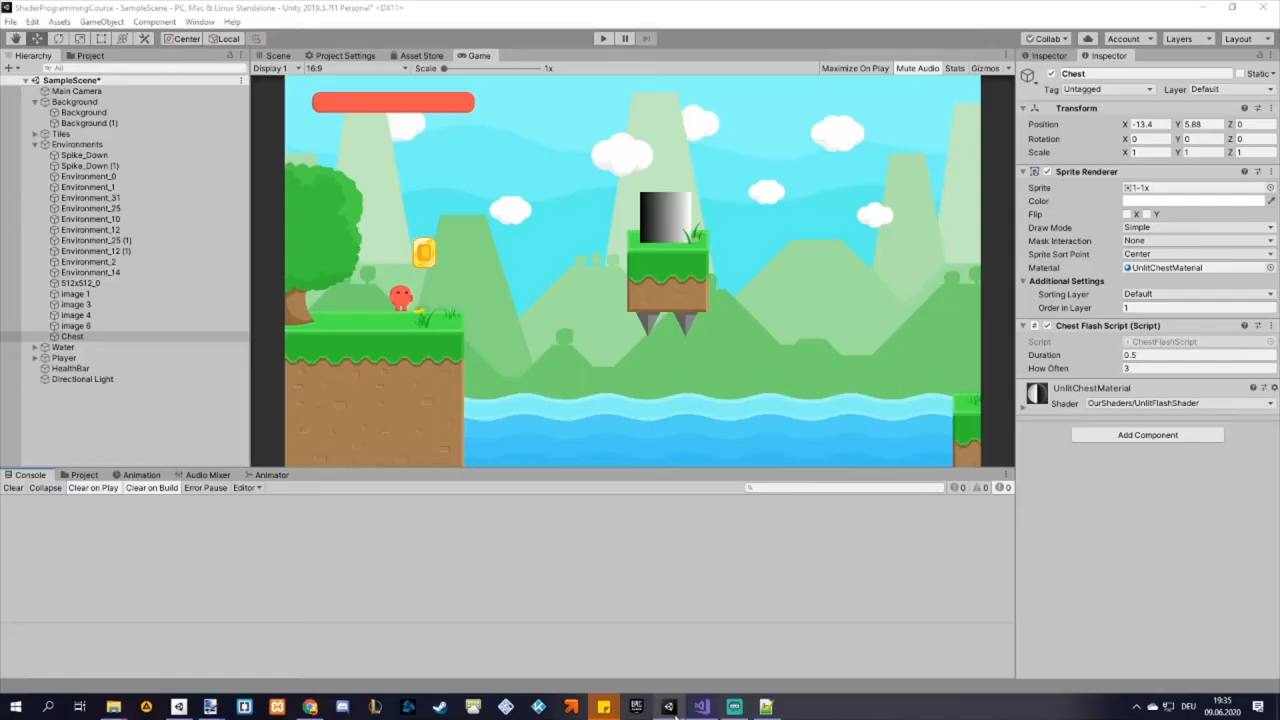 ShaderProgrammingCourse - SampleScene - PC, Mac & Linux Standalone - Unity 2019.3.7f1 Personal* <DX11>
File Edit Assets GameObject Component Window Help
Center Local Collab Account Layers Layout
Hierarchy Project Scene Project Settings Asset Store Game Inspector Inspector
All Display 1 16:9 Scale 1x Maximize On Play Mute Audio Stats Gizmos Chest Static
SampleScene*
Tag Untagged Layer Default
Main Camera
Background
Transform
Background
Background (1)
Position X -13.4 Y 5.88 Z 0
Tiles
Rotation X 0 Y 0 Z 0
Environments
Scale X 1 Y 1 Z 1
Spike_Down
Spike_Down (1)
Sprite Renderer
Environment_0
Environment_1
Sprite 1-1x
Environment_31
Color
Environment_25
Flip X Y
Environment_10
Draw Mode Simple
Environment_12
Mask Interaction None
Environment_25 (1)
Sprite Sort Point Center
Environment_12 (1)
Material UnlitChestMaterial
Environment_2
Additional Settings
Environment_14
Sorting Layer Default
512x512_0
Order in Layer 1
image 1
image 3
image 4
image 6
Chest Flash Script (Script)
Chest
Script ChestFlashScript
Water
Duration 0.5
Player
How Often 3
HealthBar
Directional Light
UnlitChestMaterial
Shader OurShaders/UnlitFlashShader
Add Component
Console Project Animation Audio Mixer Animator
Clear Collapse Clear on Play Clear on Build Error Pause Editor 0 0 0
EPIC
DEU
19:35
09.06.2020